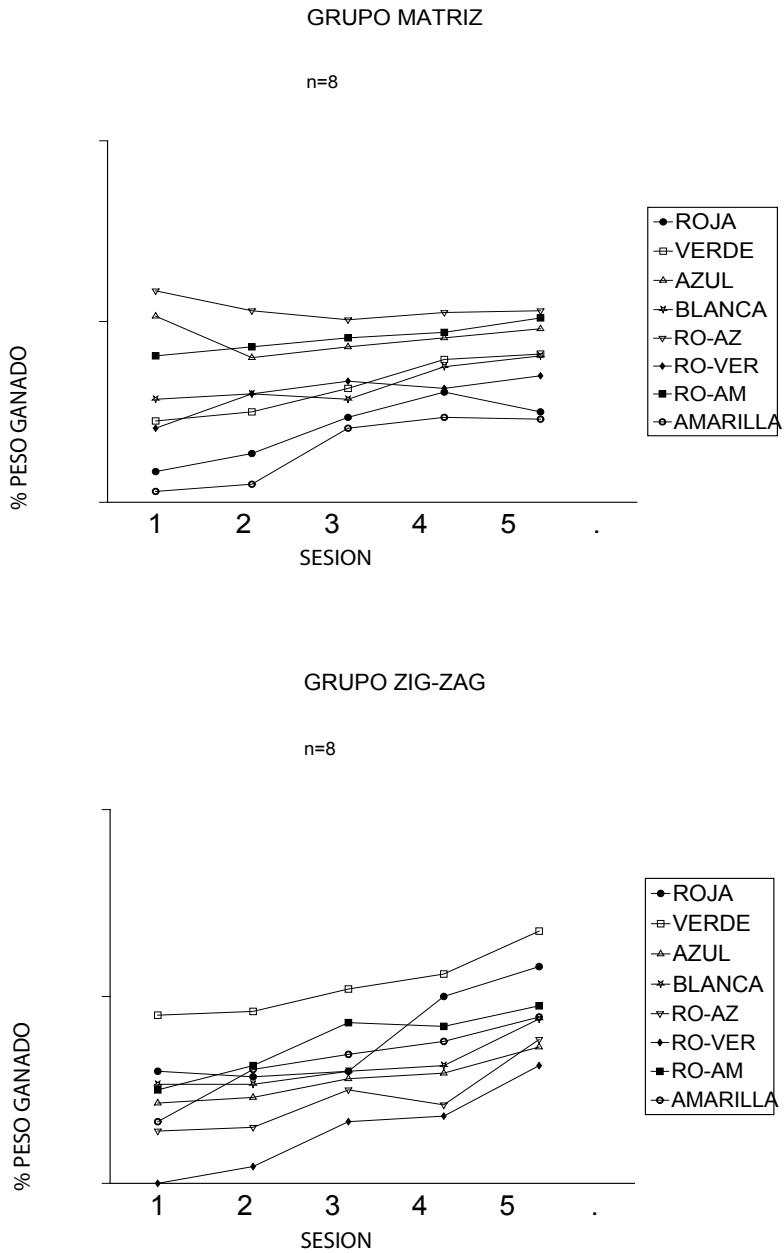 GRUPO MATRIZ
n=8
% PESO GANADO
ROJA
VERDE
AZUL
BLANCA
RO-AZ
RO-VER
RO-AM
AMARILLA
1 2 3 4 5 .
SESION
GRUPO ZIG-ZAG
n=8
% PESO GANADO
ROJA
VERDE
AZUL
BLANCA
RO-AZ
RO-VER
RO-AM
AMARILLA
1 2 3 4 5 .
SESION